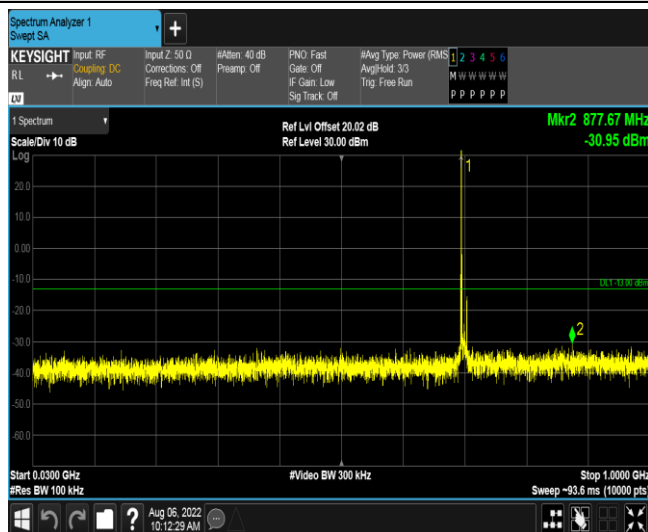 Spectrum Analyzer 1
Swept SA
+
KEYSIGHT Input: RF Input Z: 50 Ω #Atten: 40 dB PNO: Fast #Avg Type: Power (RMS 1 2 3 4 5 6
RL Coupling: DC Corrections: Off Preamp: Off Gate: Off Avg|Hold: 3/3 M W W W W W
Align: Auto Freq Ref: Int (S) IF Gain: Low Trig: Free Run
Sig Track: Off P P P P P P
LXI
1 Spectrum Ref Lvl Offset 20.02 dB Mkr2 877.67 MHz
Scale/Div 10 dB Ref Level 30.00 dBm -30.95 dBm
Log
1
20.0
10.0
0.00
-10.0
DL1 -13.00 dBm
2
-30.0
-40.0
-50.0
-60.0
Start 0.0300 GHz #Video BW 300 kHz Stop 1.0000 GHz
#Res BW 100 kHz Sweep ~93.6 ms (10000 pts)
? Aug 06, 2022
10:12:29 AM